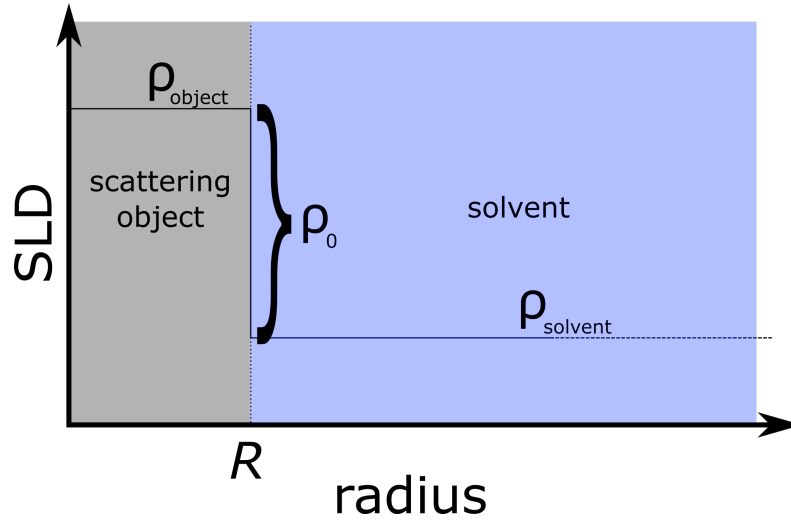 ρobject
scattering
object
ρ0
solvent
ρsolvent
SLD
R
radius